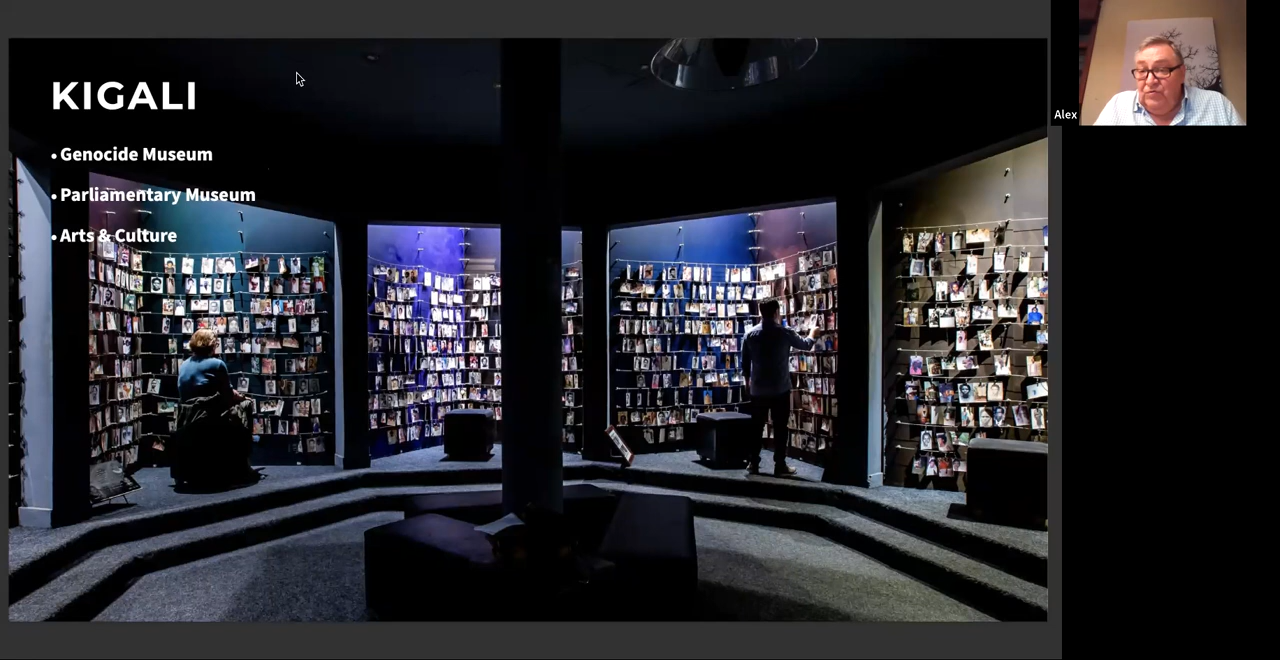 KIGALI
• Genocide Museum
• Parliamentary Museum
• Arts & Culture
Alex